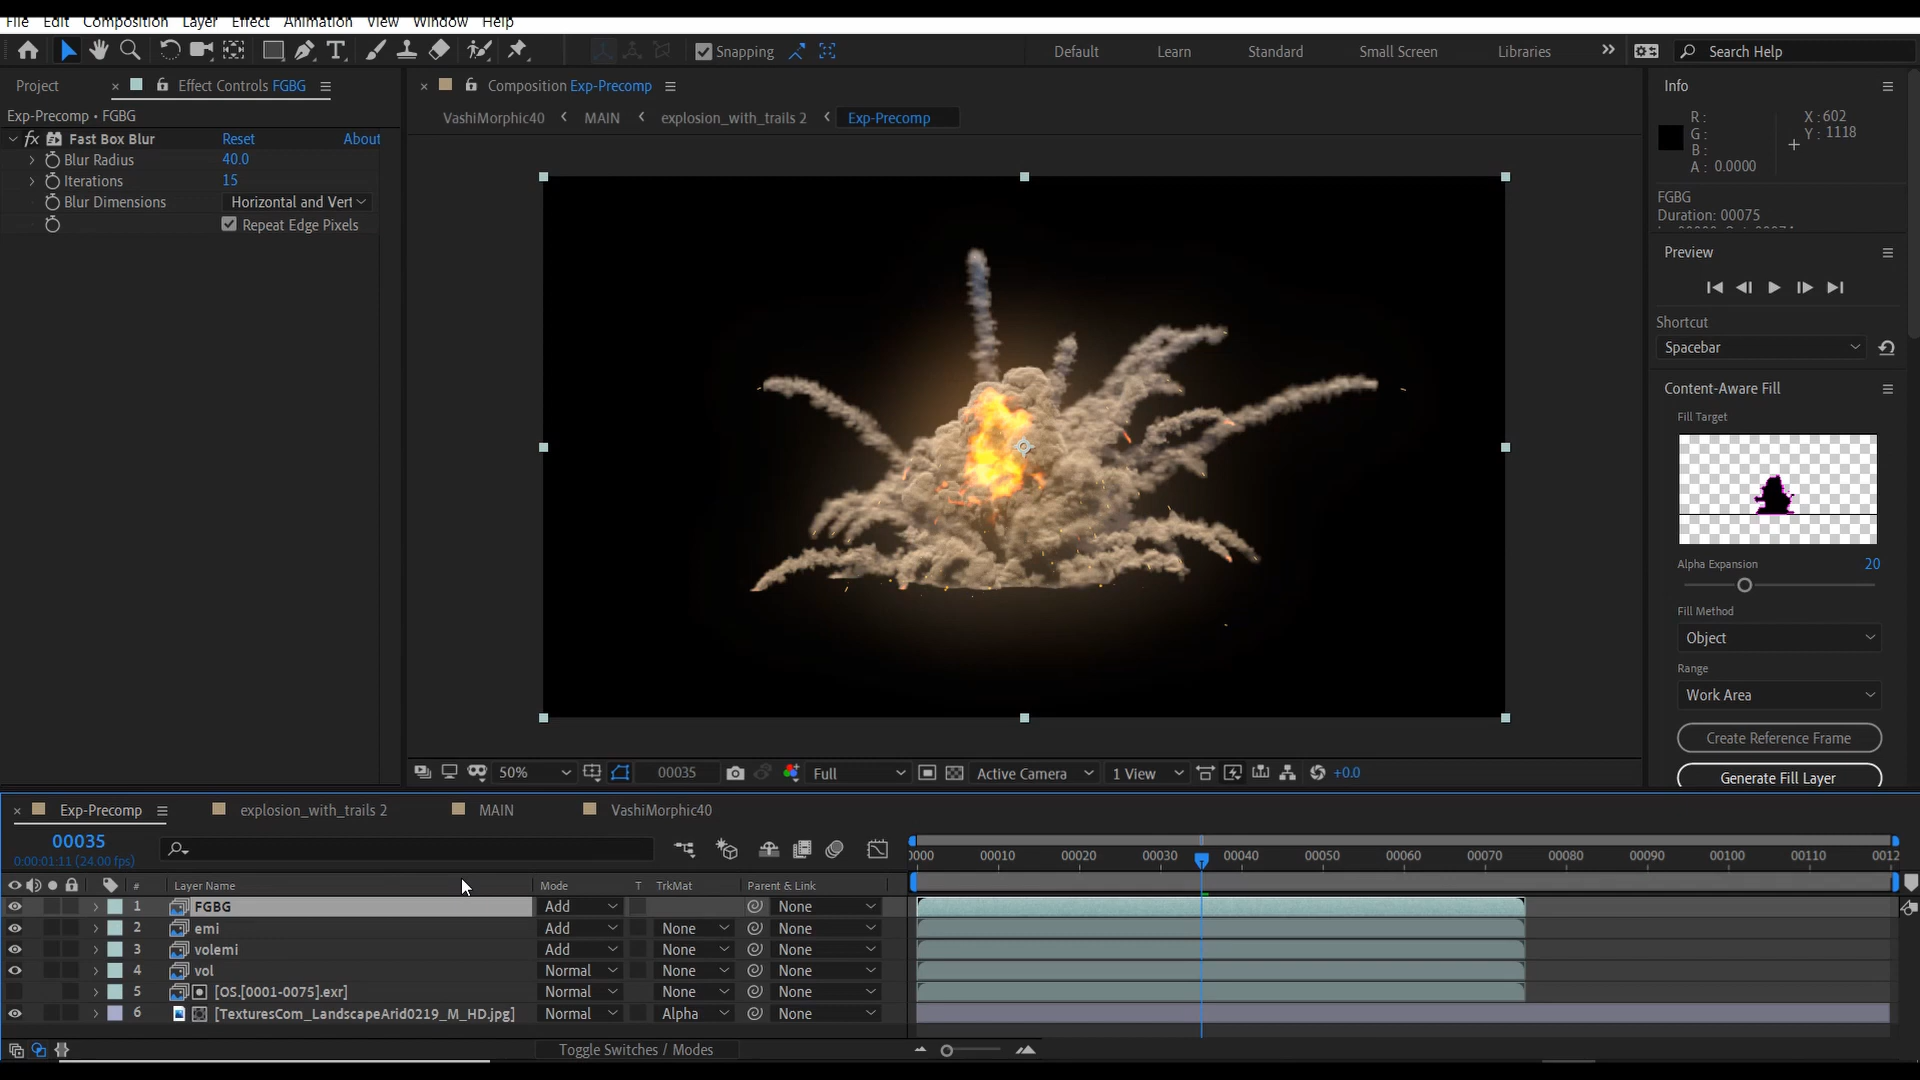 File Edit Composition Layer Effect Animation View Window Help
Snapping Default Learn Standard Small Screen Libraries Search Help
Project Effect Controls FGBG
Exp-Precomp • FGBG
fx Fast Box Blur Reset About
Blur Radius 40.0
Iterations 15
Blur Dimensions Horizontal and Vert
Repeat Edge Pixels
Composition Exp-Precomp
VashiMorphic40 MAIN explosion_with_trails 2 Exp-Precomp
Info
R :
G :
B :
A : 0.0000
X : 602
Y : 1118
FGBG
Duration: 00075
Preview
Shortcut
Spacebar
Content-Aware Fill
Fill Target
Alpha Expansion 20
Fill Method
Object
Range
Work Area
Create Reference Frame
Generate Fill Layer
50% 00035 Full Active Camera 1 View +0.0
Exp-Precomp explosion_with_trails 2 MAIN VashiMorphic40
00035
0:00:01:11 (24.00 fps)
0000 00010 00020 00030 00040 00050 00060 00070 00080 00090 00100 00110 0012
# Layer Name Mode T TrkMat Parent & Link
1 FGBG Add None
2 emi Add None None
3 volemi Add None None
4 vol Normal None None
5 [OS.[0001-0075].exr] Normal None None
6 [TexturesCom_LandscapeArid0219_M_HD.jpg] Normal Alpha None
Toggle Switches / Modes